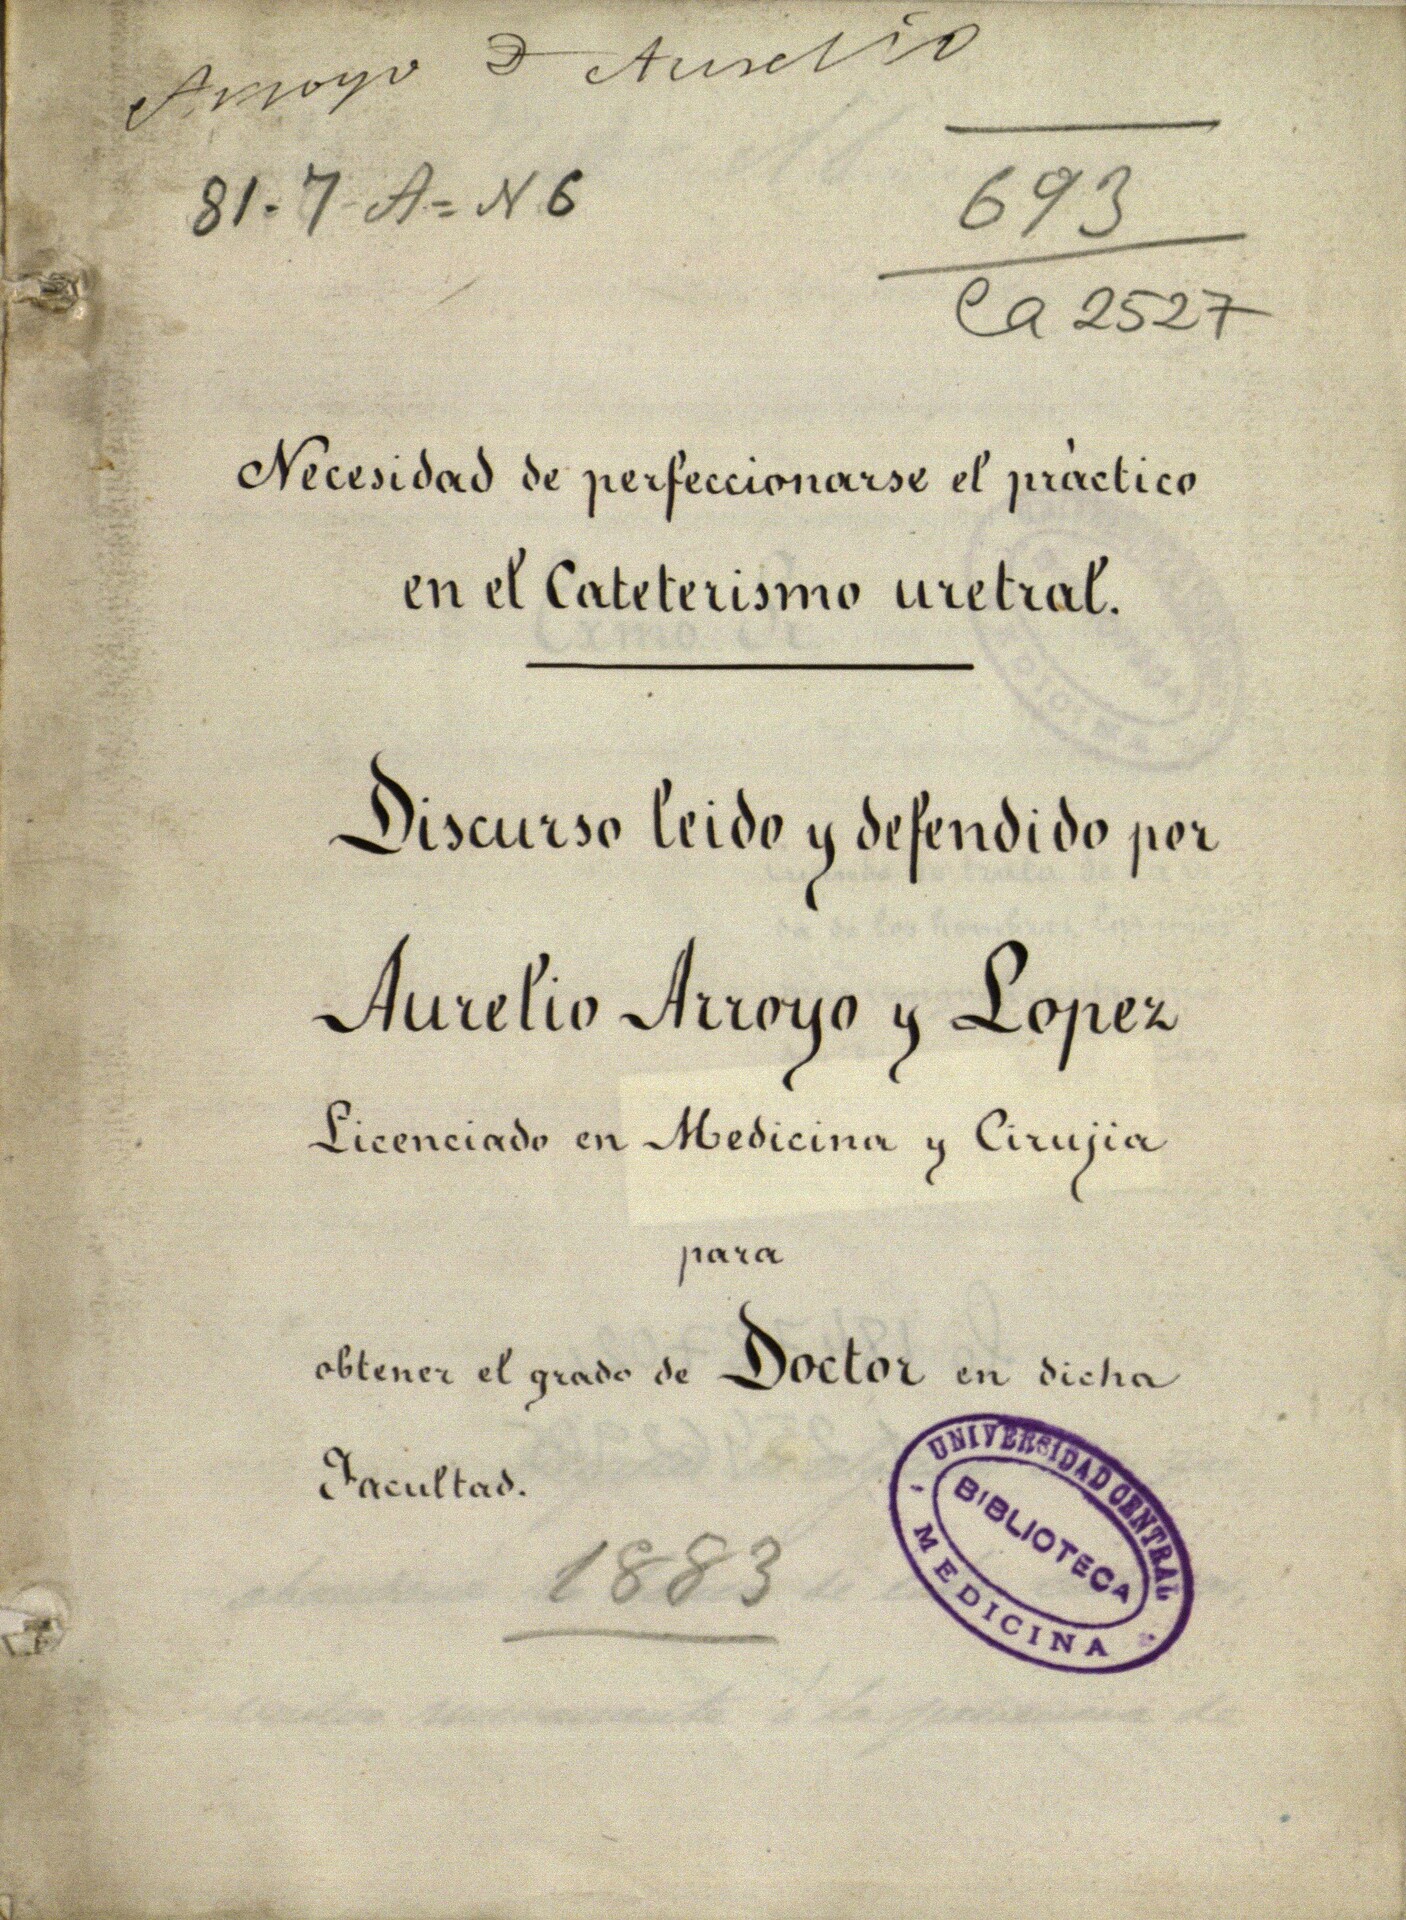 Arroyo D Aurelio
81-7-A=N6
693
Ca 2527
Necesidad de perfeccionarse el pràctico
en el Cateterismo uretral.
Discurso leido y defendido por
Aurelio Arroyo y Lopez
Licenciado en Medicina y Cirujia
para
obtener el grado de Doctor en dicha
Facultad.
1883
UNIVERSIDAD CENTRAL
BIBLIOTECA
MEDICINA